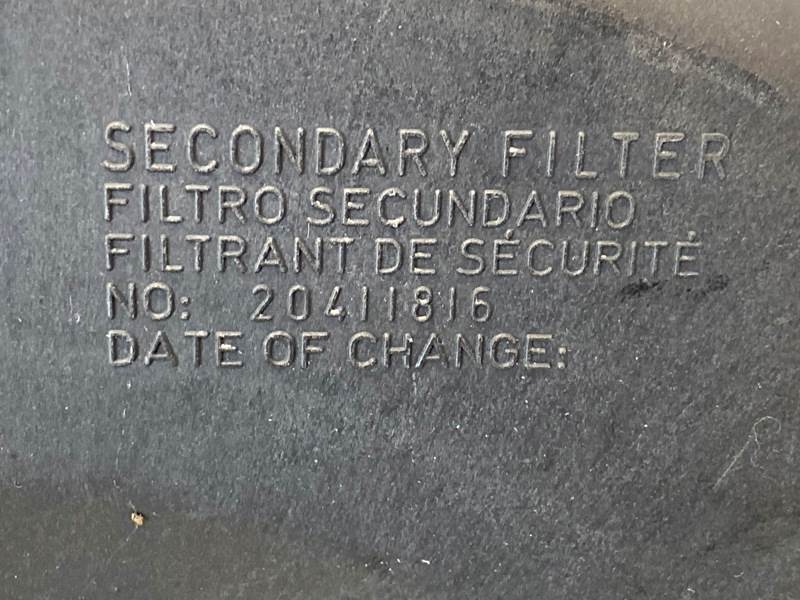 SECONDARY FILTER
FILTRO SECUNDARIO
FILTRANT DE SÉCURITÉ
NO: 20411816
DATE OF CHANGE: